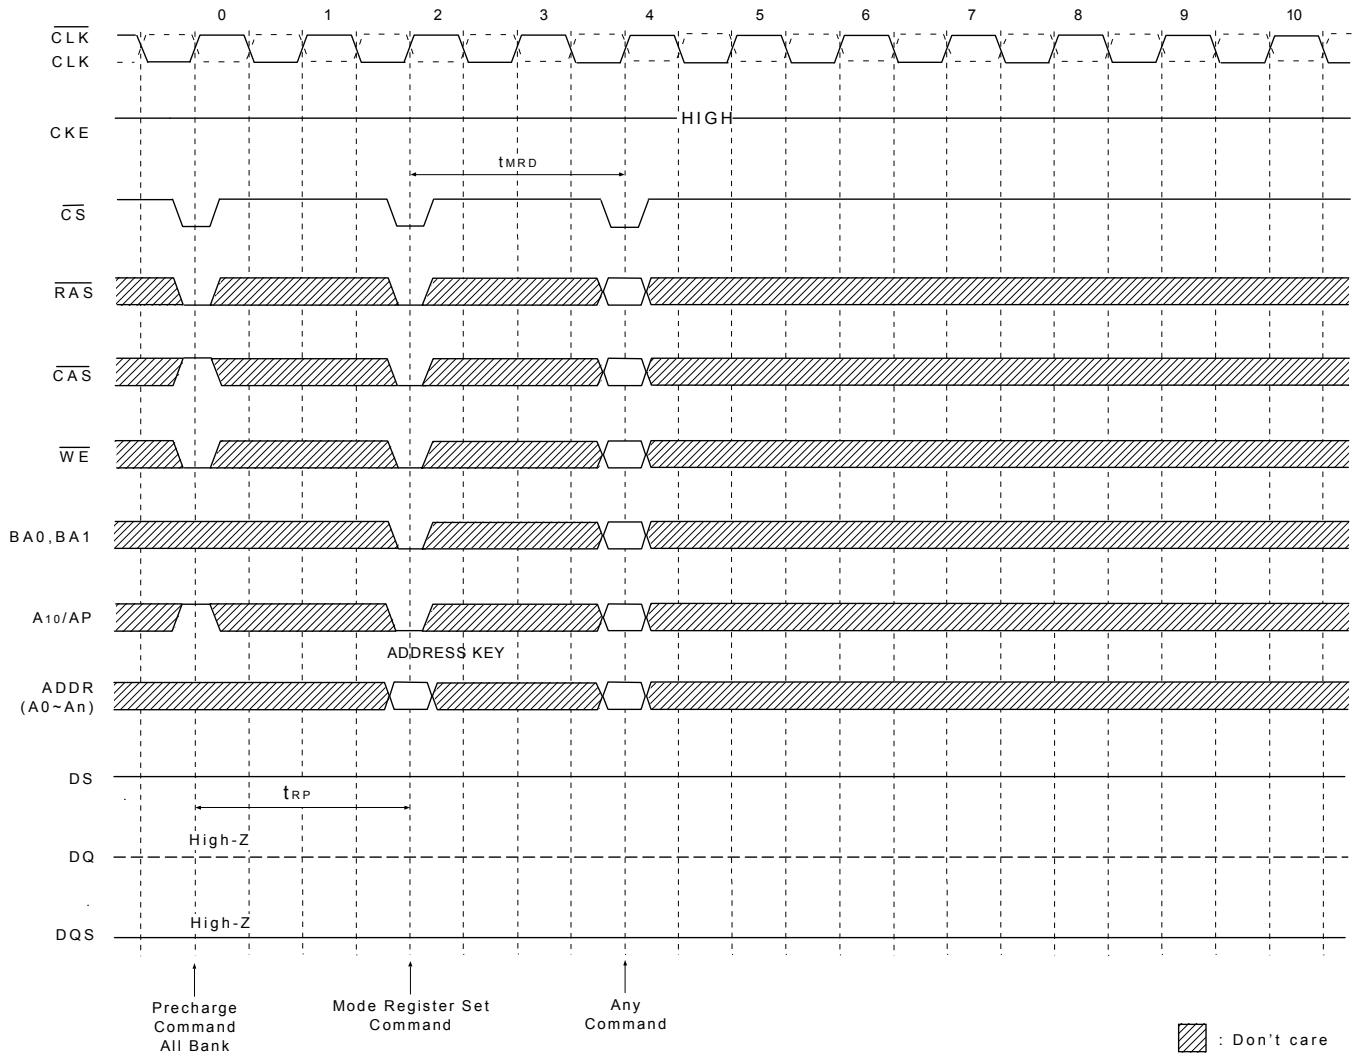 0 1 2 3 4 5 6 7 8 9 10
CLK
CLK
HIGH
CKE
tMRD
CS
RAS
CAS
WE
BA0,BA1
A10/AP
ADDRESS KEY
ADDR
(A0~An)
DS
tRP
High-Z
DQ
High-Z
DQS
Precharge
Command
All Bank
Mode Register Set
Command
Any
Command
: Don't care